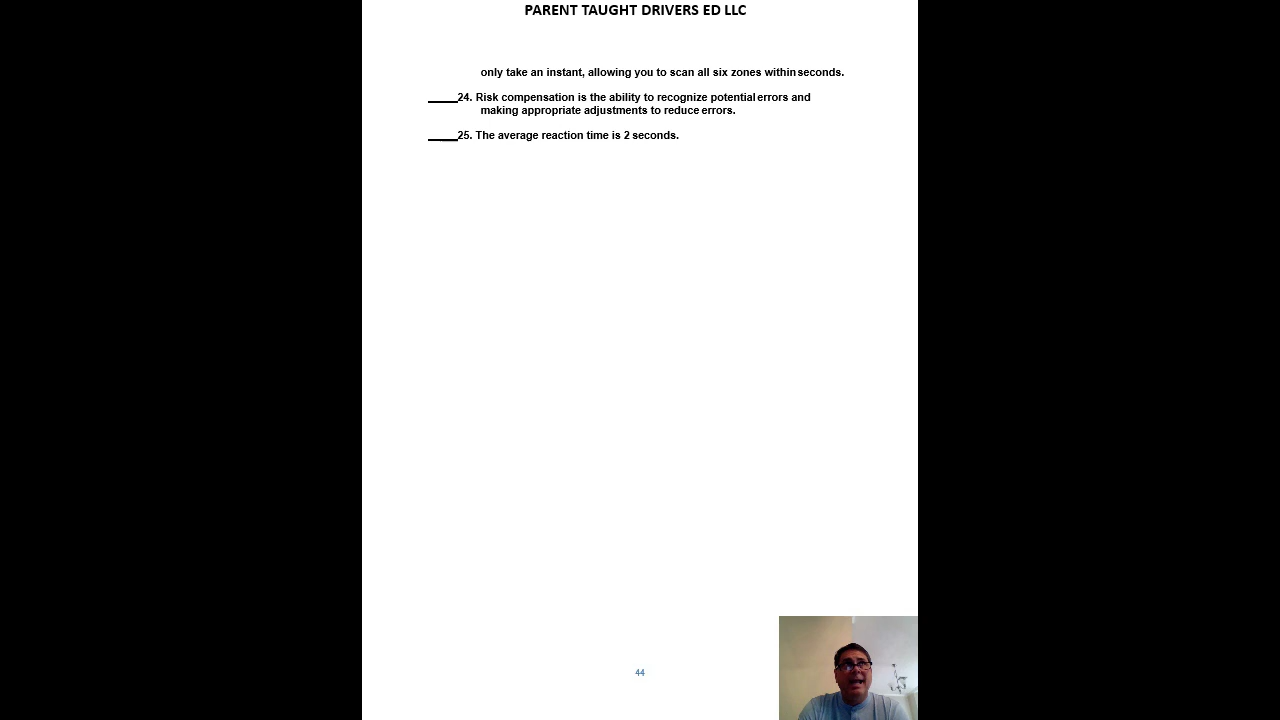 PARENT TAUGHT DRIVERS ED LLC
only take an instant, allowing you to scan all six zones within seconds.
_____24. Risk compensation is the ability to recognize potential errors and
making appropriate adjustments to reduce errors.
_____25. The average reaction time is 2 seconds.
44